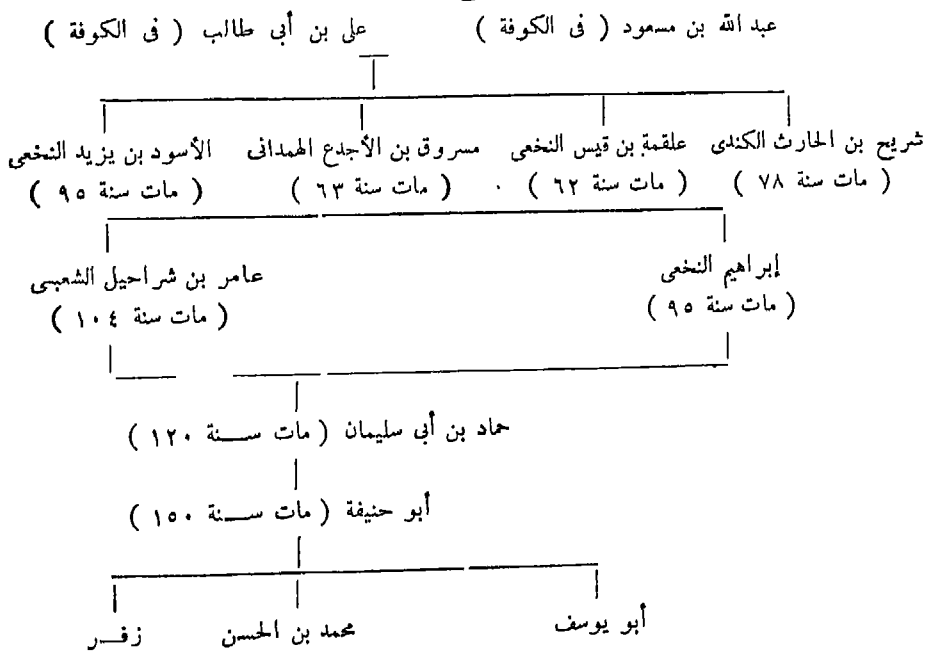 عبد الله بن مسعود ( فى الكوفة ) على بن أبى طالب ( فى الكوفة )
شريح بن الحارث الكندى علقمة بن قيس النخعى مسروق بن الأجدع الهمدانى الأسود بن يزيد النخعى
( مات سنة ٧٨ ) ( مات سنة ٦٢ ) ( مات سنة ٦٣ ) ( مات سنة ٩٥ )
إبراهيم النخعى عامر بن شراحيل الشعبى
( مات سنة ٩٥ ) ( مات سنة ١٠٤ )
حماد بن أبى سليمان ( مات سنة ١٢٠ )
أبو حنيفة ( مات سنة ١٥٠ )
أبو يوسف محمد بن الحسن زفر